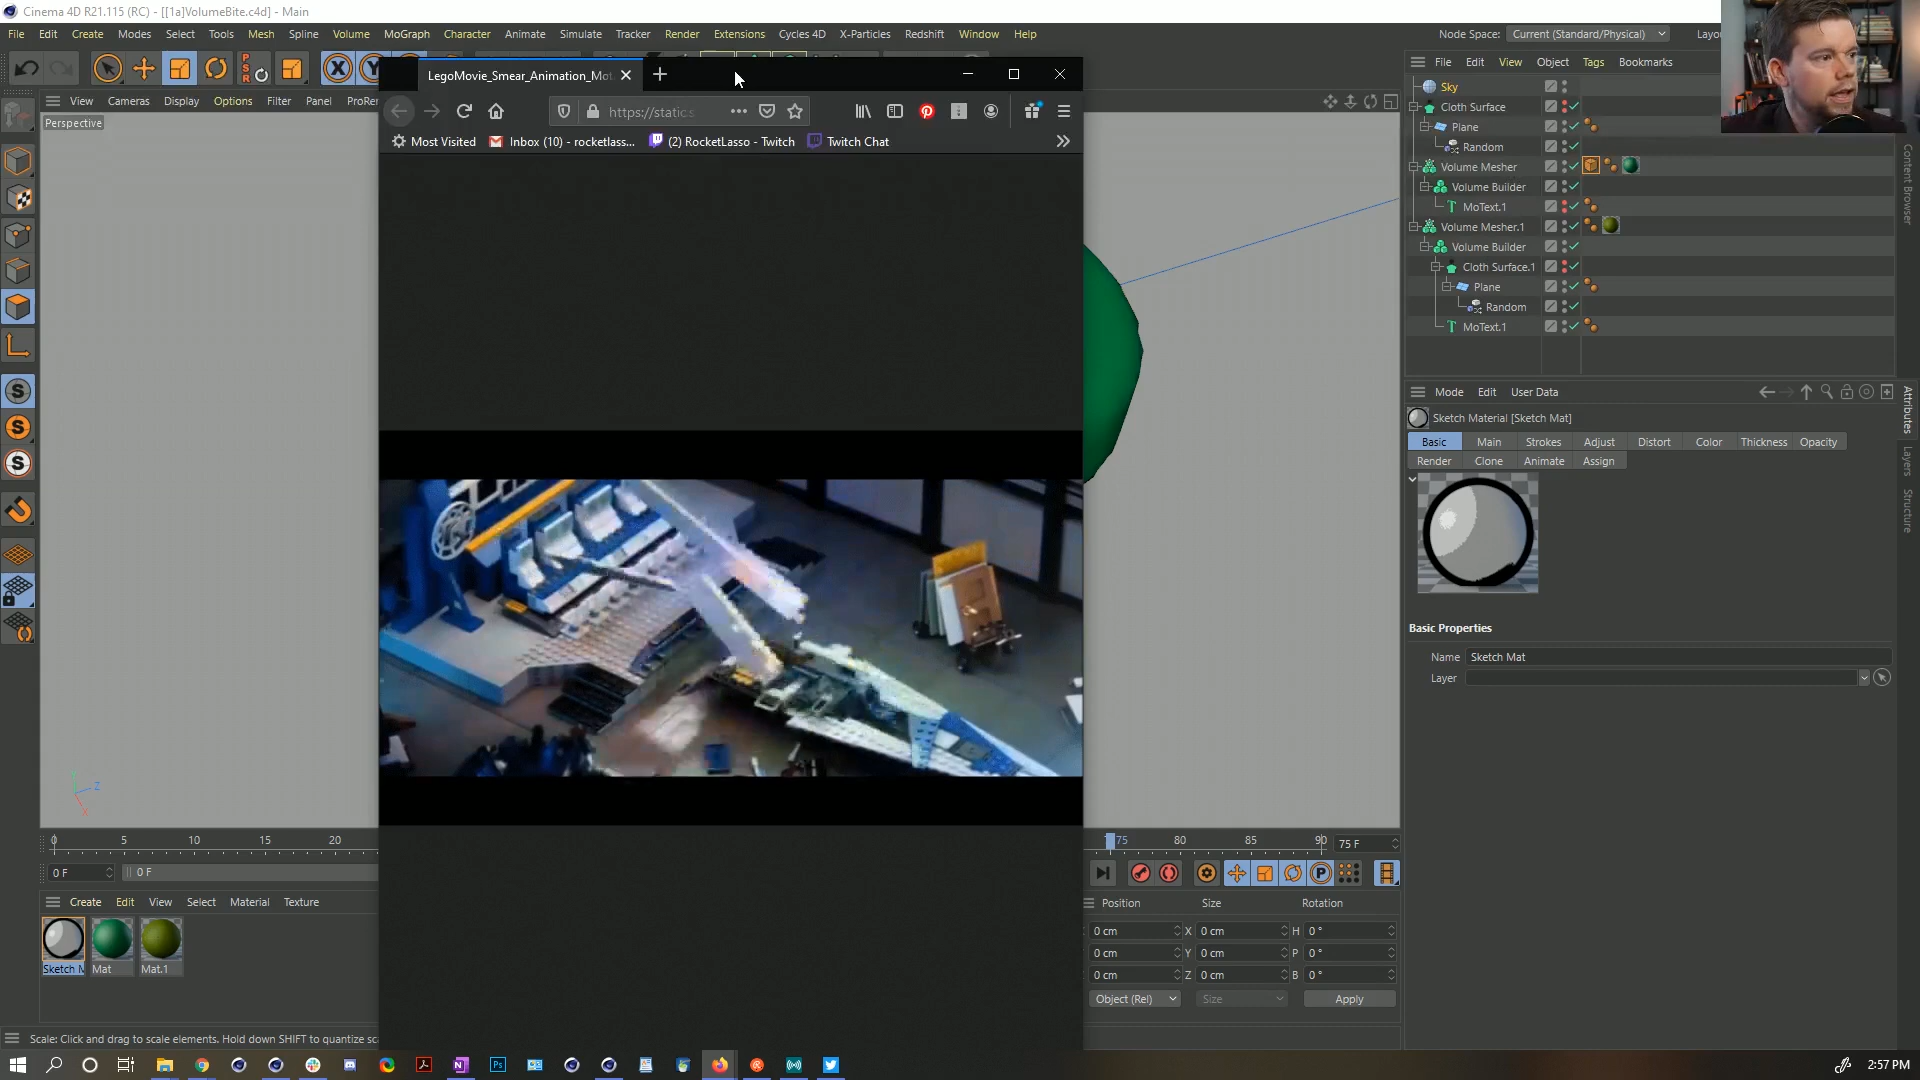 Cinema 4D R21.115 (RC) - [[1a]VolumeBite.c4d] - Main
File Edit Create Modes Select Tools Mesh Spline Volume MoGraph Character Animate Simulate Tracker Render Extensions Cycles 4D X-Particles Redshift Window Help
Node Space: Current (Standard/Physical)
LegoMovie_Smear_Animation_Mot
File Edit View Object Tags Bookmarks
View Cameras Display Options Filter Panel
Perspective
https://static
Most Visited Inbox (10) - rocketlass... (2) RocketLasso - Twitch Twitch Chat
Sky
Cloth Surface
Plane
Random
Volume Mesher
Volume Builder
MoText.1
Volume Mesher.1
Volume Builder
Cloth Surface.1
Plane
Random
MoText.1
Content Browser
Mode Edit User Data
Sketch Material [Sketch Mat]
Basic Main Strokes Adjust Distort Color Thickness Opacity
Render Clone Animate Assign
Attributes
Layers
Structure
Basic Properties
Name Sketch Mat
Layer
0 5 10 15 20
75 80 85 90 75 F
0 F 0 F
Create Edit View Select Material Texture
Sketch M Mat Mat.1
Position Size Rotation
0 cm X 0 cm H 0 °
0 cm Y 0 cm P 0 °
0 cm Z 0 cm B 0 °
Object (Rel) Size Apply
Scale: Click and drag to scale elements. Hold down SHIFT to quantize sc
2:57 PM